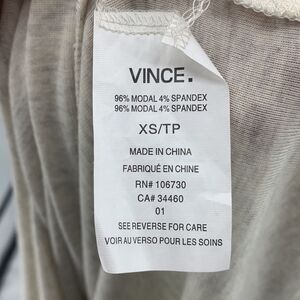 VINCE.
96% MODAL 4% SPANDEX
96% MODAL 4% SPANDEX
XS/TP
MADE IN CHINA
FABRIQUÉ EN CHINE
RN# 106730
CA# 34460
01
SEE REVERSE FOR CARE
VOIR AU VERSO POUR LES SOINS